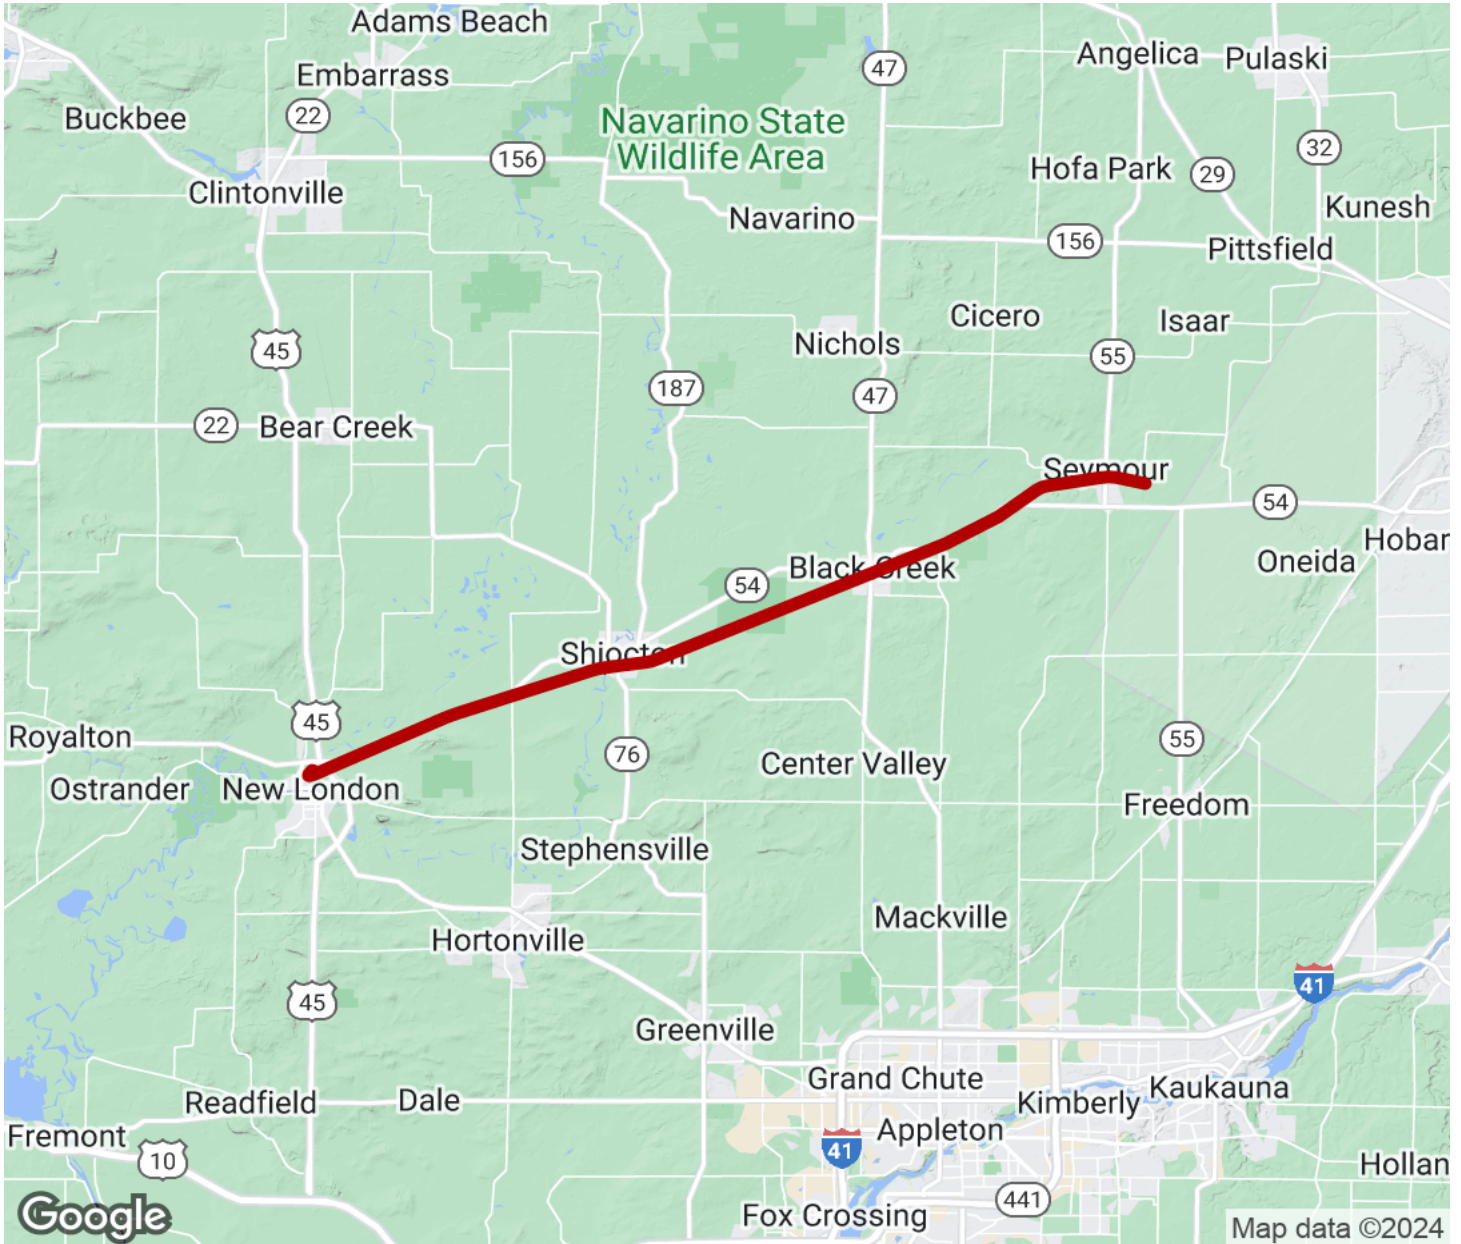 Adams Beach
Angelica
Pulaski
Embarrass
47
22
Buckbee
Navarino State
Wildlife Area
156
32
Hofa Park
29
Clintonville
Navarino
Kunesh
156
Pittsfield
Cicero
Isaar
45
Nichols
55
187
47
22
Bear Creek
Seymour
54
Hobar
Oneida
Black Creek
54
Shiocton
45
Royalton
55
76
Center Valley
Ostrander
New London
Freedom
Stephensville
Mackville
Hortonville
41
45
Greenville
Grand Chute
Kaukauna
Readfield
Dale
Kimberly
Fremont
Appleton
41
10
Hollan
441
Fox Crossing
Google
Map data ©2024